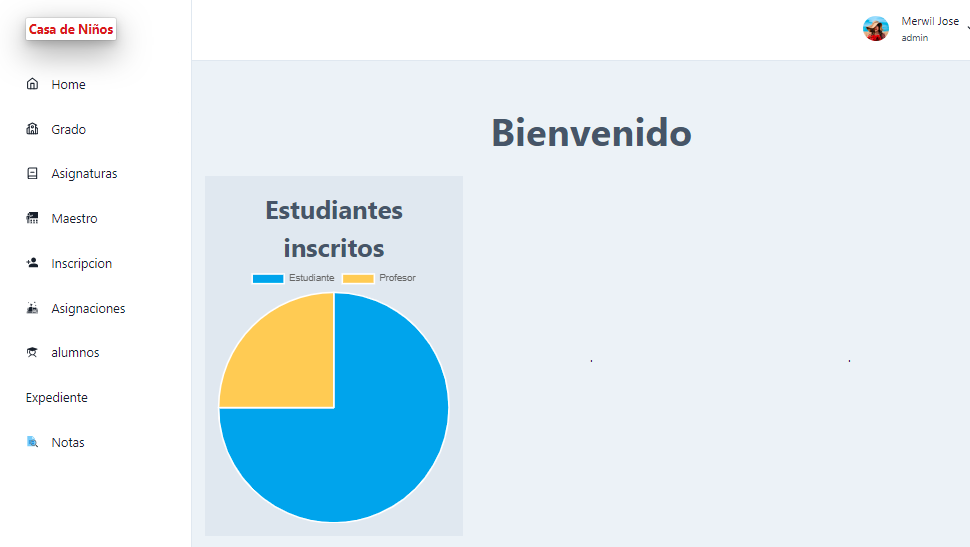 Casa de Niños
Merwil Jose
admin
Home
Grado
Asignaturas
Maestro
Inscripcion
Asignaciones
alumnos
Expediente
Notas
Bienvenido
Estudiantes
inscritos
Estudiante Profesor
.
.